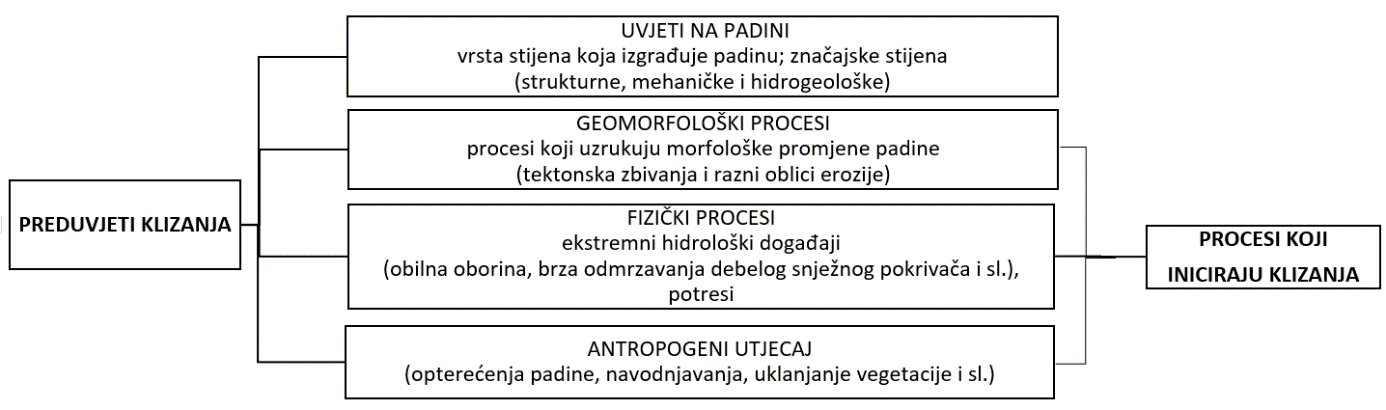 UVJETI NA PADINI
vrsta stijena koja izgrađuje padinu; značajske stijena
(strukturne, mehaničke i hidrogeološke)
GEOMORFOLOŠKI PROCESI
procesi koji uzrukuju morfološke promjene padine
(tektonska zbivanja i razni oblici erozije)
PREDUVJETI KLIZANJA
FIZIČKI PROCESI
ekstremni hidrološki događaji
(obilna oborina, brza odmrzavanja debelog snježnog pokrivača i sl.),
potresi
PROCESI KOJI
INICIRAJU KLIZANJA
ANTROPOGENI UTJECAJ
(opterećenja padine, navodnjavanja, uklanjanje vegetacije i sl.)